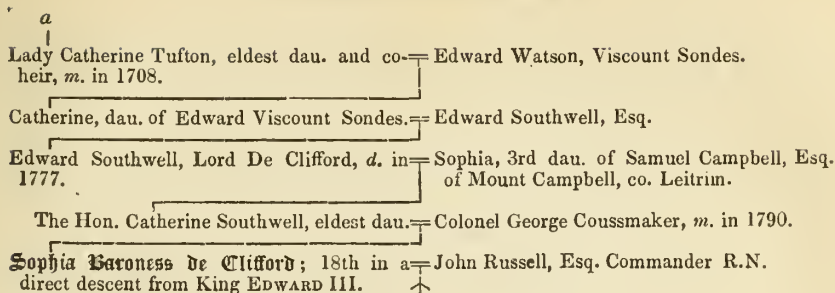 a
Lady Catherine Tufton, eldest dau. and co- Edward Watson, Viscount Sondes.
heir, m. in 1708.
Catherine, dau. of Edward Viscount Sondes. Edward Southwell, Esq.
Edward Southwell, Lord De Clifford, d. in Sophia, 3rd dau. of Samuel Campbell, Esq.
1777. of Mount Campbell, co. Leitrim.
The Hon. Catherine Southwell, eldest dau. Colonel George Coussmaker, m. in 1790.
Sophia Baroness de Clifford; 18th in a John Russell, Esq. Commander R.N.
direct descent from King EDWARD III.